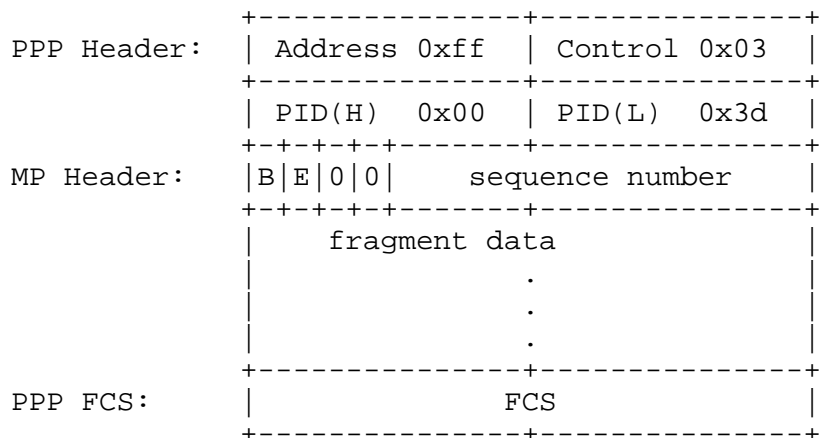 PPP Header: Address 0xff Control 0x03
PID(H) 0x00 PID(L) 0x3d
MP Header: B E 0 0 sequence number
fragment data
.
.
.
PPP FCS: FCS